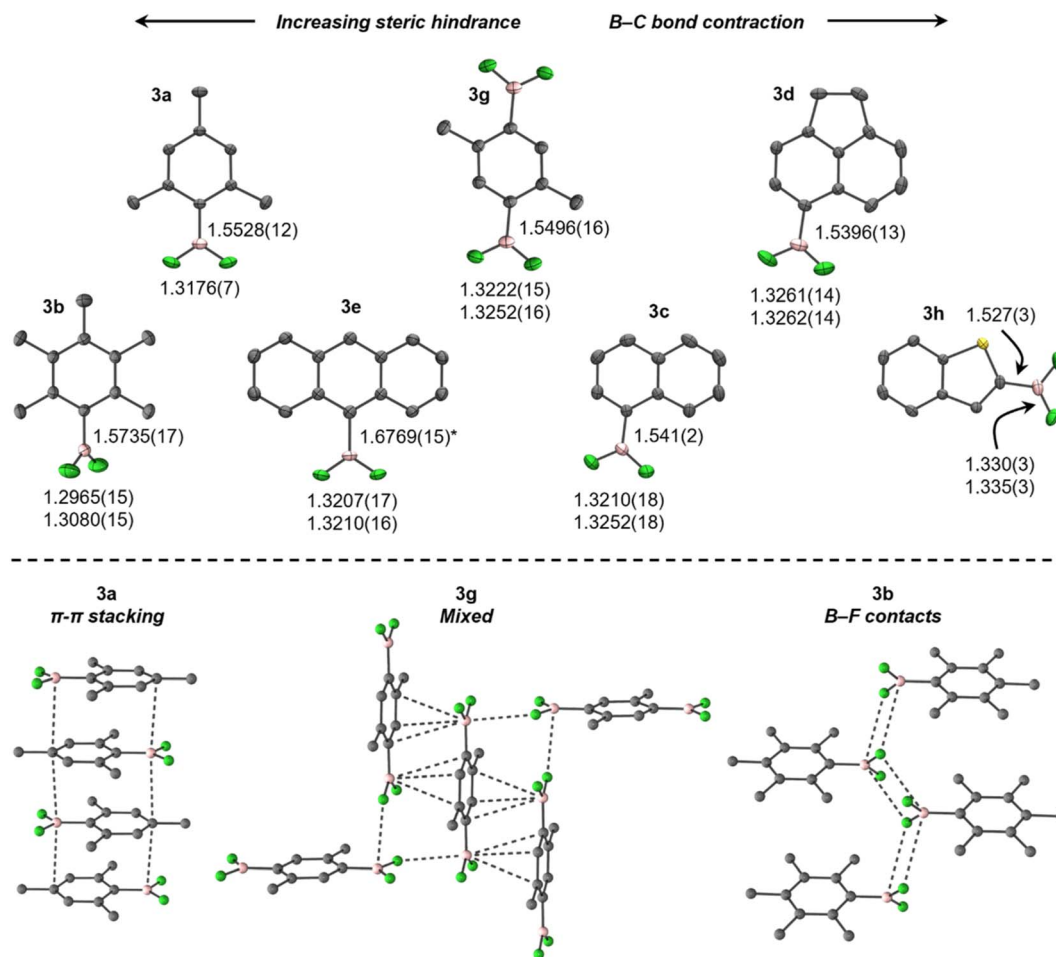 Increasing steric hindrance
B–C bond contraction
3a
3g
3d
1.5528(12)
1.5496(16)
1.5396(13)
1.3176(7)
1.3222(15)
1.3252(16)
1.3261(14)
1.3262(14)
3b
3e
3c
3h
1.527(3)
1.5735(17)
1.6769(15)*
1.541(2)
1.2965(15)
1.3080(15)
1.3207(17)
1.3210(16)
1.3210(18)
1.3252(18)
1.330(3)
1.335(3)
3a
π-π stacking
3g
Mixed
3b
B–F contacts